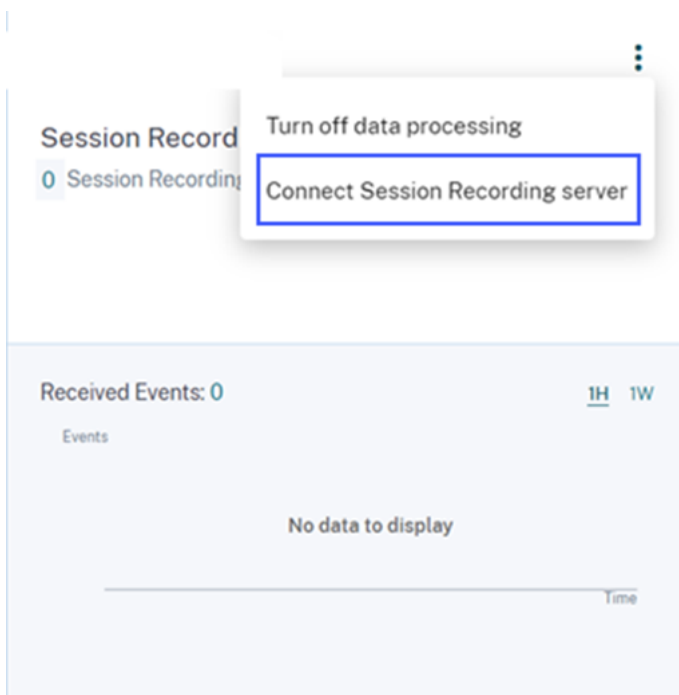 Turn off data processing
Session Record
0 Session Recording
Connect Session Recording server
Received Events: 0
1H 1W
Events
No data to display
Time